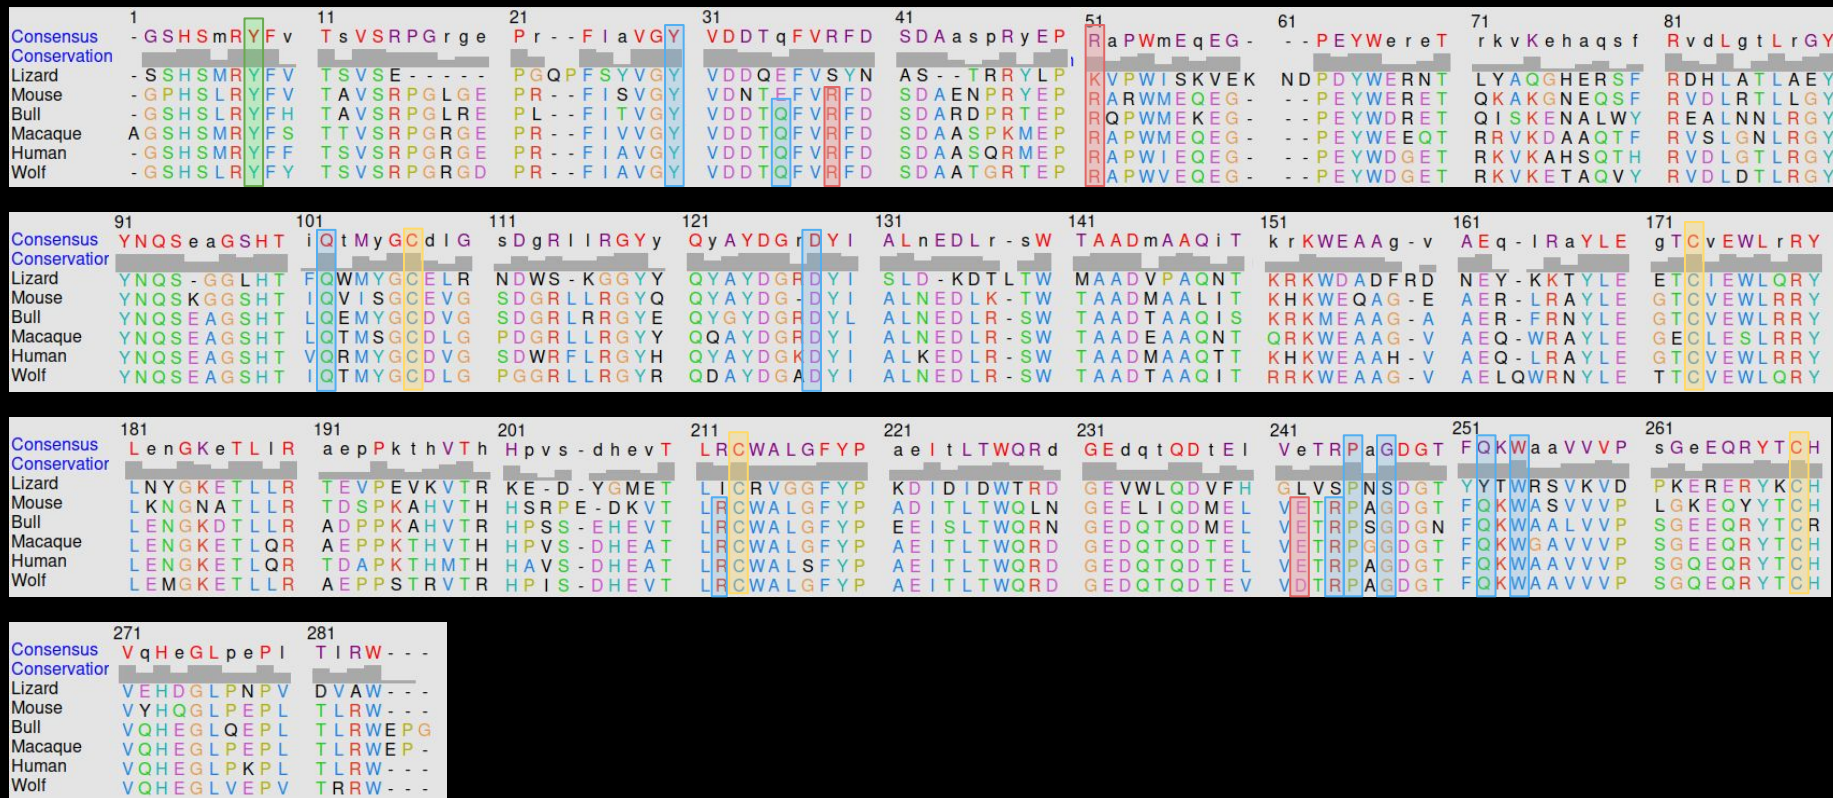 1 11 21 31 41 51 61 71 81
Consensus -GSHSmRYFv TsVSRPGrge Pr--FIaVGY VDDTqFVRFD SDAaspRyEP RaPWmEqEG- --PEYWereT rkvKehaqsf RvdLgtLrGY
Conservation
Lizard -SSHSMRYFV TSVSE----- PGQPFSYVGY VDDQEFVSYN AS--TRRYLP KVPWISKVEK NDPDYWERNT LYAQGHERSF RDHLATLAEY
Mouse -GPHSLRYFV TAVSRPGLGE PR--FISVGY VDNTEFVRFD SDAENPRYEP RARWMEQEG- --PEYWERET QKAKGNEQSF RVDLRTLLGY
Bull -GSHSLRYFH TAVSRPGLRE PL--FITVGY VDDTQFVRFD SDARDPRTEP RQPWMEKEG- --PEYWDRET QISKENALWY REALNNLRGY
Macaque AGSHSMRYFS TTVSRPGRGE PR--FIVVGY VDDTQFVRFD SDAASPKMEP RAPWMEQEG- --PEYWEEQT RRVKDAAQTF RVSLGNLRGY
Human -GSHSMRYFF TSVSRPGRGE PR--FIAVGY VDDTQFVRFD SDAASQRMEP RAPWIEQEG- --PEYWDGET RKVKAHSQTH RVDLGTLRGY
Wolf -GSHSLRYFY TSVSRPGRGD PR--FIAVGY VDDTQFVRFD SDAATGRTEP RAPWVEQEG- --PEYWDGET RKVKETAQVY RVDLDTLRGY
91 101 111 121 131 141 151 161 171
Consensus YNQSeaGSHT iQtMyGCdlG sDgRllRGYy QyAYDGrDYI ALnEDLr-sW TAADmAAQiT krKWEAAg-v AEq-lRaYLE gTCvEWLrRY
Conservatior
Lizard YNQS-GGLHT FQWMYGCELR NDWS-KGGYY QYAYDGRDYI SLD-KDTLTW MAADVPAQNT KRKWDADFRD NEY-KKTYLE ETCIEWLQRY
Mouse YNQSKGGSHT IQVISGCEVG SDGRLLRGYQ QYAYDG-DYI ALNEDLK-TW TAADMAALIT KHKWEQAG-E AER-LRAYLE GTCVEWLRRY
Bull YNQSEAGSHT LQEMYGCDVG SDGRLRRGYE QYGYDGRDYL ALNEDLR-SW TAADTAAQIS KRKMEAAG-A AER-FRNYLE GTCVEWLRRY
Macaque YNQSEAGSHT LQTMSGCDLG PDGRLLRGYY QQAYDGRDYI ALNEDLR-SW TAADEAAQNT QRKWEAAG-V AEQ-WRAYLE GECLESLRRY
Human YNQSEAGSHT VQRMYGCDVG SDWRFLRGYH QYAYDGKDYI ALKEDLR-SW TAADMAAQTT KHKWEAAH-V AEQ-LRAYLE GTCVEWLRRY
Wolf YNQSEAGSHT IQTMYGCDLG PGGRLLRGYR QDAYDGADYI ALNEDLR-SW TAADTAAQIT RRKWEAAG-V AELQWRNYLE TTCVEWLQRY
181 191 201 211 221 231 241 251 261
Consensus LenGKeTLIR aepPkthVTh Hpvs-dhevT LRCWALGFYP aeItLTWQRd GEdqtQDtEl VeTRPaGDGT FQKWaaVVVP sGeEQRYTCH
Conservatior
Lizard LNYGKETLLR TEVPEVKVTR KE-D-YGMET LICRVGGFYP KDIDIDWTRD GEVWLQDVFH GLVSPNSDGT YYTWRSVKVD PKERERYKCH
Mouse LKNGNATLLR TDSPKAHVTH HSRPE-DKVT LRCWALGFYP ADITLTWQLN GEELIQDMEL VETRPAGDGT FQKWASVVVP LGKEQYYTCH
Bull LENGKDTLLR ADPPKAHVTR HPSS-EHEVT LRCWALGFYP EEISLTWQRN GEDQTQDMEL VETRPSGDGN FQKWAALVVP SGEEQRYTCR
Macaque LENGKETLQR AEPPKTHVTH HPVS-DHEAT LRCWALGFYP AEITLTWQRD GEDQTQDTEL VETRPGGDGT FQKWGAVVVP SGEEQRYTCH
Human LENGKETLQR TDAPKTHMTH HAVS-DHEAT LRCWALSFYP AEITLTWQRD GEDQTQDTEL VETRPAGDGT FQKWAAVVVP SGQEQRYTCH
Wolf LEMGKETLLR AEPPSTRVTR HPIS-DHEVT LRCWALGFYP AEITLTWQRD GEDQTQDTEV VDTRPAGDGT FQKWAAVVVP SGQEQRYTCH
271 281
Consensus VqHeGLpePl TlRW---
Conservatior
Lizard VEHDGLPNPV DVAW---
Mouse VYHQGLPEPL TLRW---
Bull VQHEGLQEPL TLRWEPG
Macaque VQHEGLPEPL TLRWEP-
Human VQHEGLPKPL TLRW---
Wolf VQHEGLVEPV TRRW---